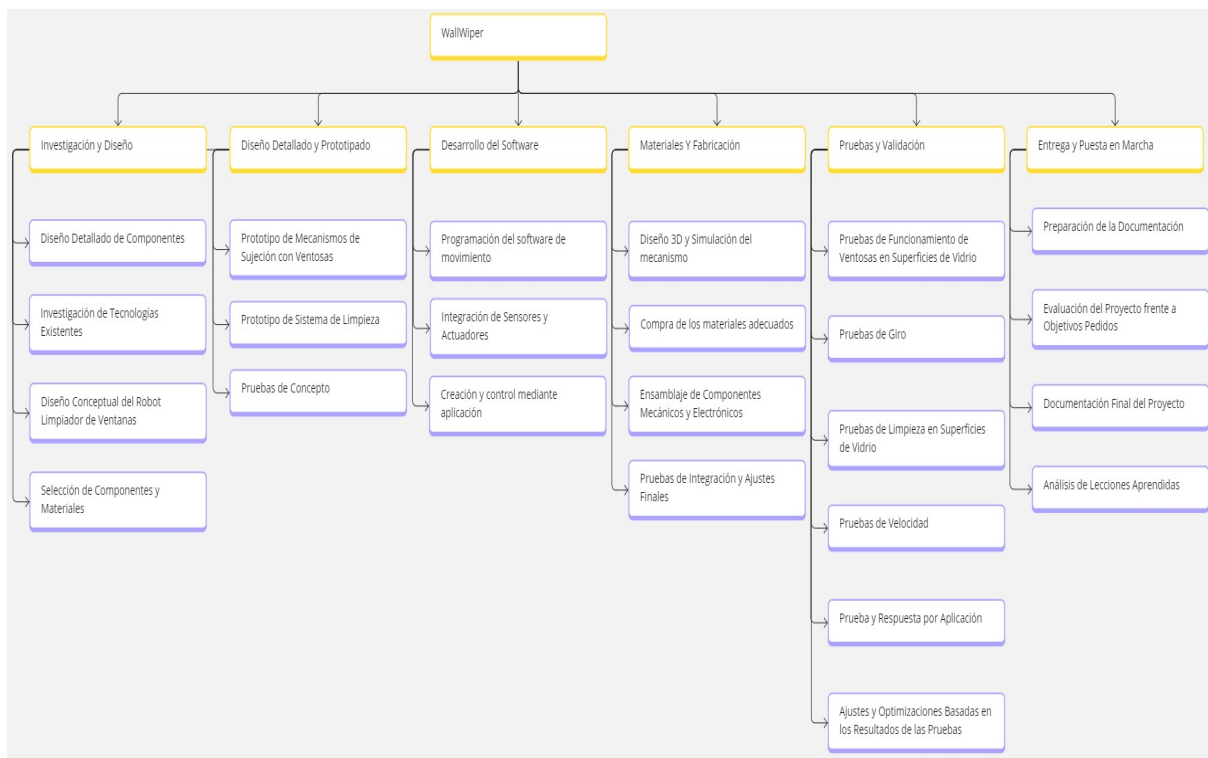 WallWiper
Investigación y Diseño
Diseño Detallado y Prototipado
Desarrollo del Software
Materiales Y Fabricación
Pruebas y Validación
Entrega y Puesta en Marcha
Diseño Detallado de Componentes
Investigación de Tecnologías
Existentes
Diseño Conceptual del Robot
Limpiador de Ventanas
Selección de Componentes y
Materiales
Prototipo de Mecanismos de
Sujeción con Ventosas
Prototipo de Sistema de Limpieza
Pruebas de Concepto
Programación del software de
movimiento
Integración de Sensores y
Actuadores
Creación y control mediante
aplicación
Diseño 3D y Simulación del
mecanismo
Compra de los materiales adecuados
Ensamblaje de Componentes
Mecánicos y Electrónicos
Pruebas de Integración y Ajustes
Finales
Pruebas de Funcionamiento de
Ventosas en Superficies de Vidrio
Pruebas de Giro
Pruebas de Limpieza en Superficies
de Vidrio
Pruebas de Velocidad
Prueba y Respuesta por Aplicación
Ajustes y Optimizaciones Basadas en
los Resultados de las Pruebas
Preparación de la Documentación
Evaluación del Proyecto frente a
Objetivos Pedidos
Documentación Final del Proyecto
Análisis de Lecciones Aprendidas